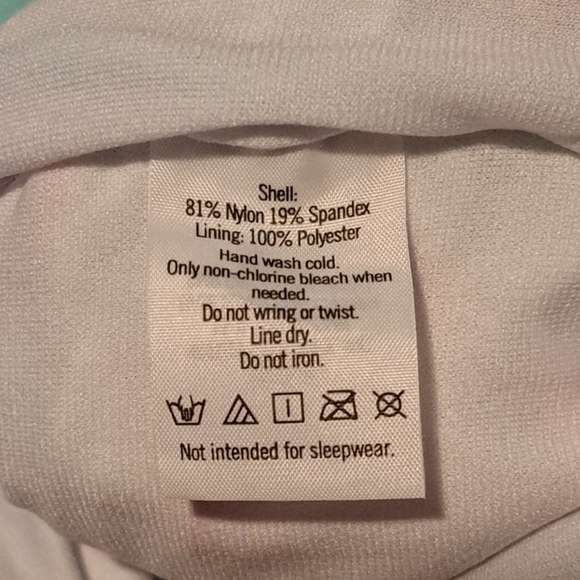 Shell:
81% Nylon 19% Spandex
Lining: 100% Polyester
Hand wash cold.
Only non-chlorine bleach when
needed.
Do not wring or twist.
Line dry.
Do not iron.
Not intended for sleepwear.